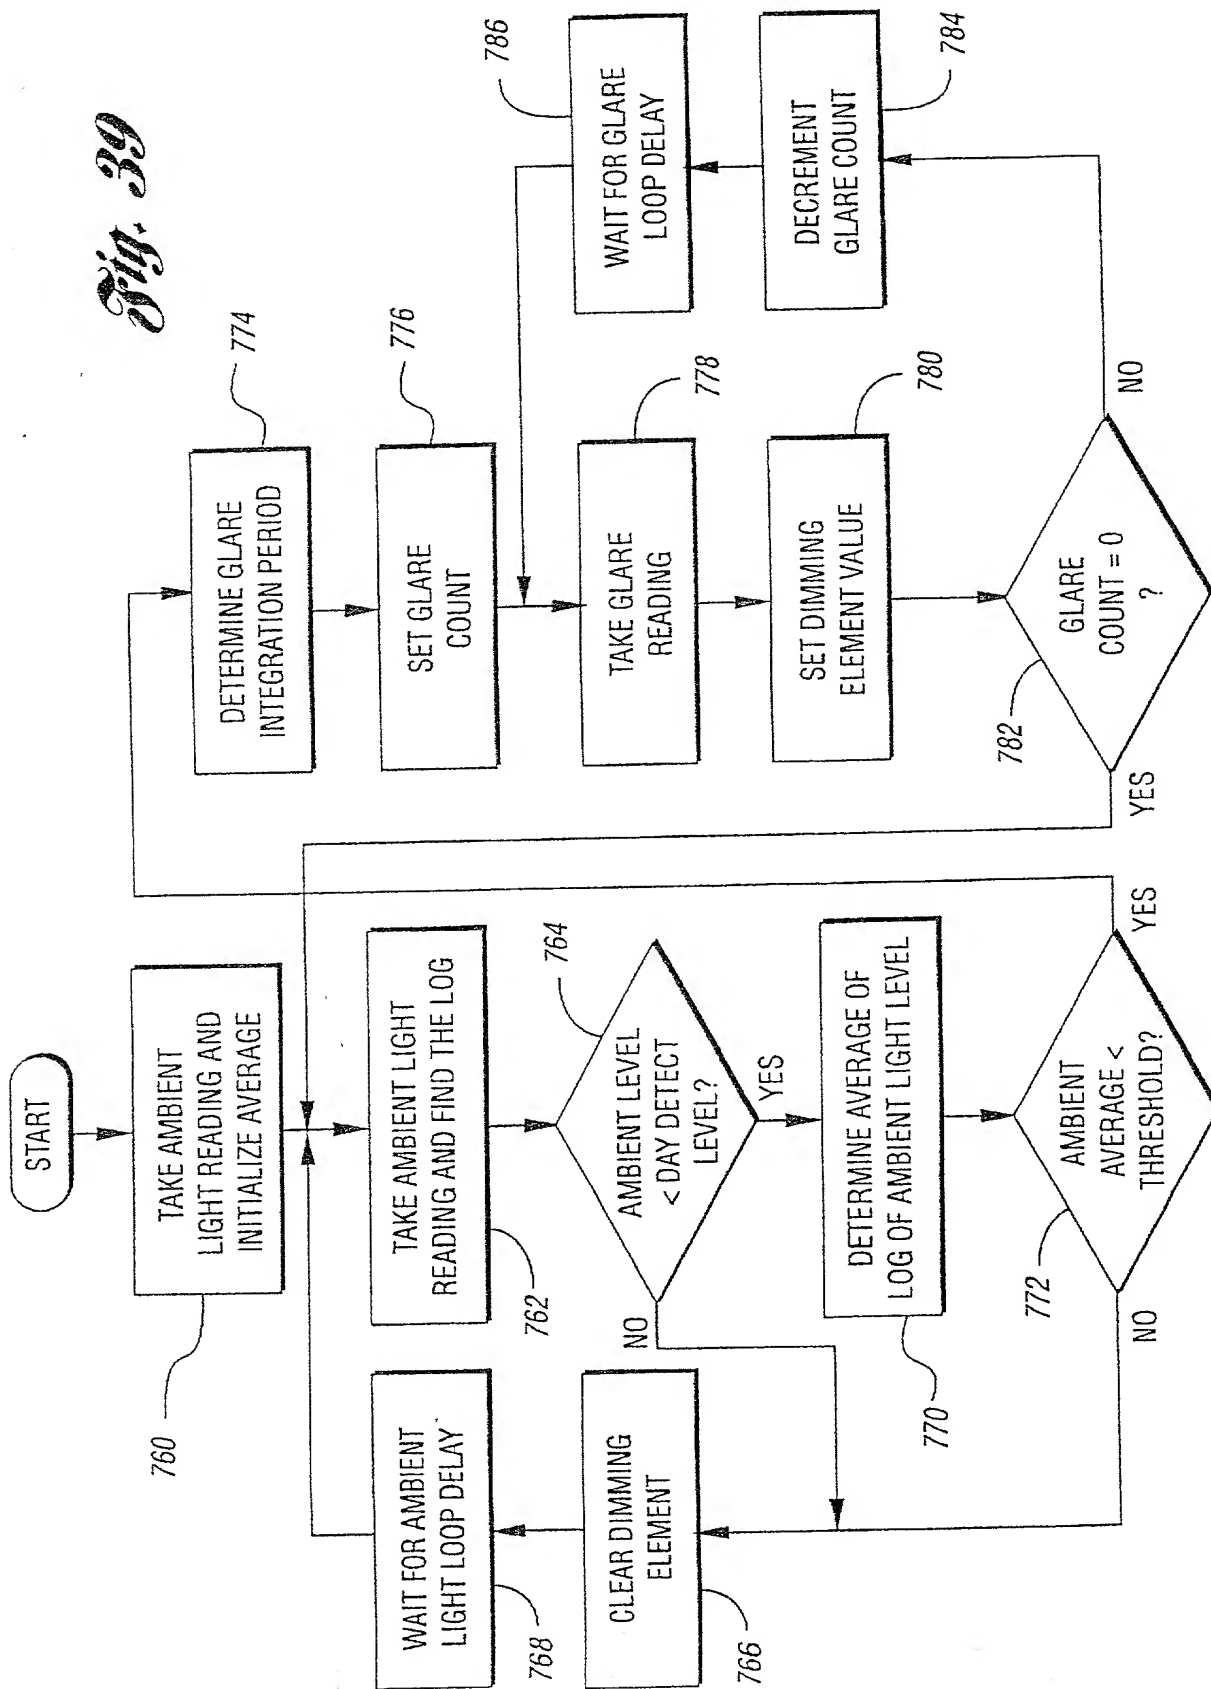 Fig. 39
START
TAKE AMBIENT
LIGHT READING AND
INITIALIZE AVERAGE
760
TAKE AMBIENT LIGHT
READING AND FIND THE LOG
762
AMBIENT LEVEL
< DAY DETECT
LEVEL?
764
YES
NO
DETERMINE AVERAGE OF
LOG OF AMBIENT LIGHT LEVEL
770
AMBIENT
AVERAGE <
THRESHOLD?
772
YES
NO
CLEAR DIMMING
ELEMENT
766
WAIT FOR AMBIENT
LIGHT LOOP DELAY
768
DETERMINE GLARE
INTEGRATION PERIOD
774
SET GLARE
COUNT
776
TAKE GLARE
READING
778
SET DIMMING
ELEMENT VALUE
780
GLARE
COUNT = 0
?
782
YES
NO
DECREMENT
GLARE COUNT
784
WAIT FOR GLARE
LOOP DELAY
786